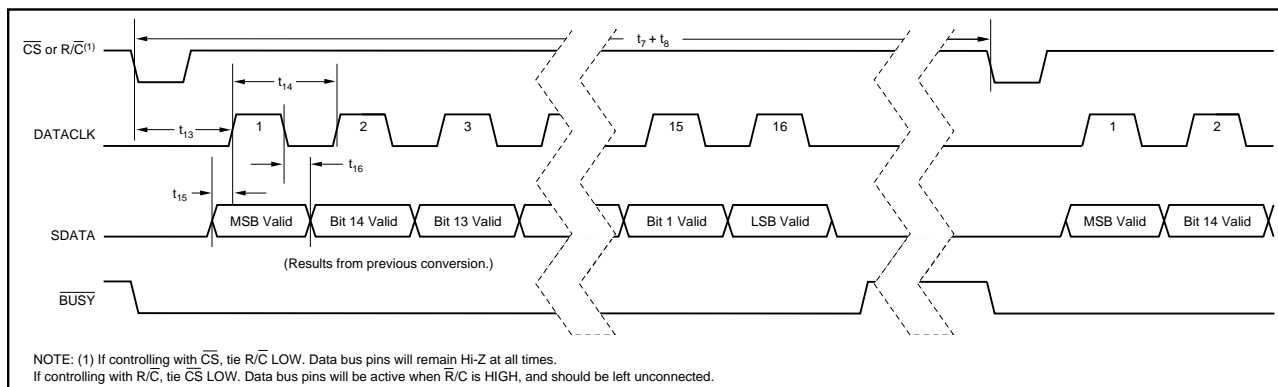 CS or R/C(1)
t7 + t8
t14
DATACLK
t13
1
2
3
15
16
1
2
t16
t15
SDATA
MSB Valid
Bit 14 Valid
Bit 13 Valid
Bit 1 Valid
LSB Valid
MSB Valid
Bit 14 Valid
(Results from previous conversion.)
BUSY
NOTE: (1) If controlling with CS, tie R/C LOW. Data bus pins will remain Hi-Z at all times.
If controlling with R/C, tie CS LOW. Data bus pins will be active when R/C is HIGH, and should be left unconnected.